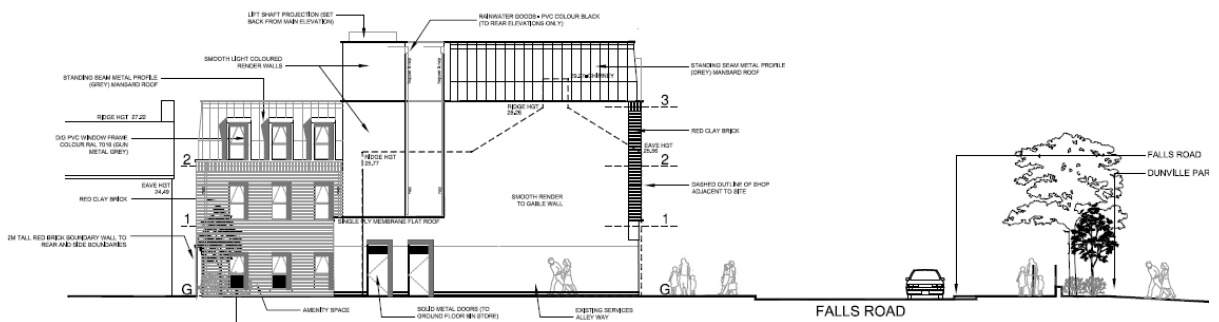 LIFT SHAFT PROJECTION (SET
BACK FROM MAIN ELEVATION)
RAINWATER GOODS - PVC COLOUR BLACK
(TO REAR ELEVATIONS ONLY)
SMOOTH LIGHT COLOURED
RENDER WALLS
STANDING SEAM METAL PROFILE
(GREY) MANSARD ROOF
STANDING SEAM METAL PROFILE
(GREY) MANSARD ROOF
RIDGE HGT 27.22
RIDGE HGT
3
D/G PVC WINDOW FRAME
COLOUR RAL 7016 (GUN
METAL GREY)
RED CLAY BRICK
EAVE HGT
2
RIDGE HGT
25.77
2
FALLS ROAD
DUNVILLE PAR
EAVE HGT
24.49
RED CLAY BRICK
SMOOTH RENDER
TO GABLE WALL
DASHED OUTLINE OF SHOP
ADJACENT TO SITE
1
SINGLE PLY MEMBRANE FLAT ROOF
1
2M TALL RED BRICK BOUNDARY WALL TO
REAR AND SIDE BOUNDARIES
G
G
AMENITY SPACE
SOLID METAL DOORS (TO
GROUND FLOOR BIN STORE)
EXISTING SERVICES
ALLEY WAY
FALLS ROAD